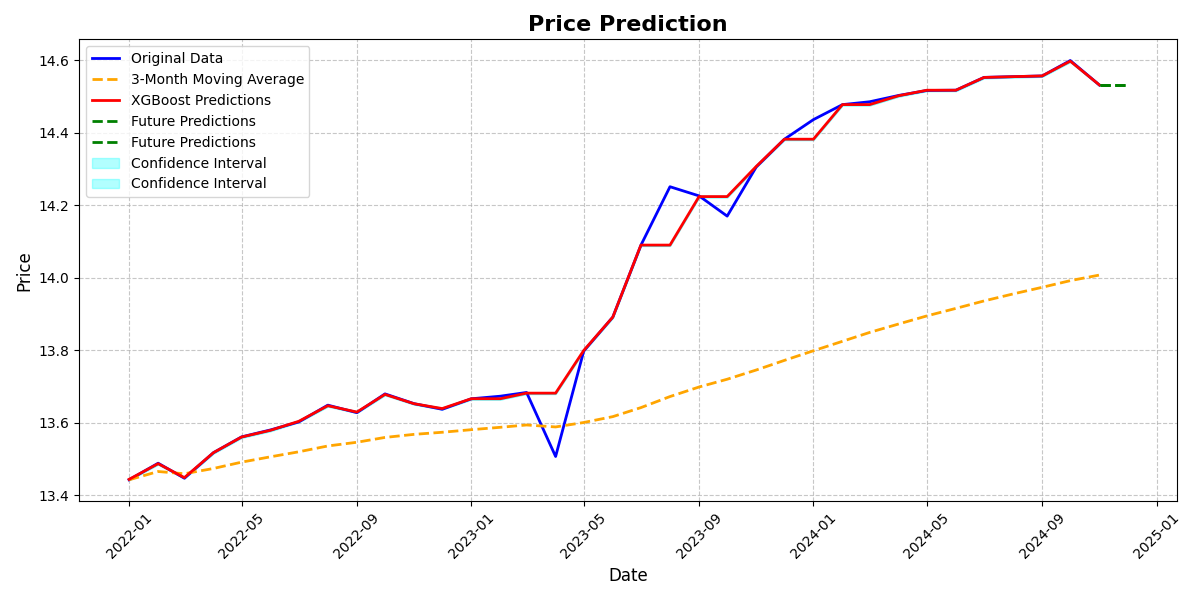 Price Prediction
Original Data
3-Month Moving Average
XGBoost Predictions
Future Predictions
Future Predictions
Confidence Interval
Confidence Interval
14.6
14.4
14.2
14.0
13.8
13.6
13.4
Price
2022-01
2022-05
2022-09
2023-01
2023-05
2023-09
2024-01
2024-05
2024-09
2025-01
Date